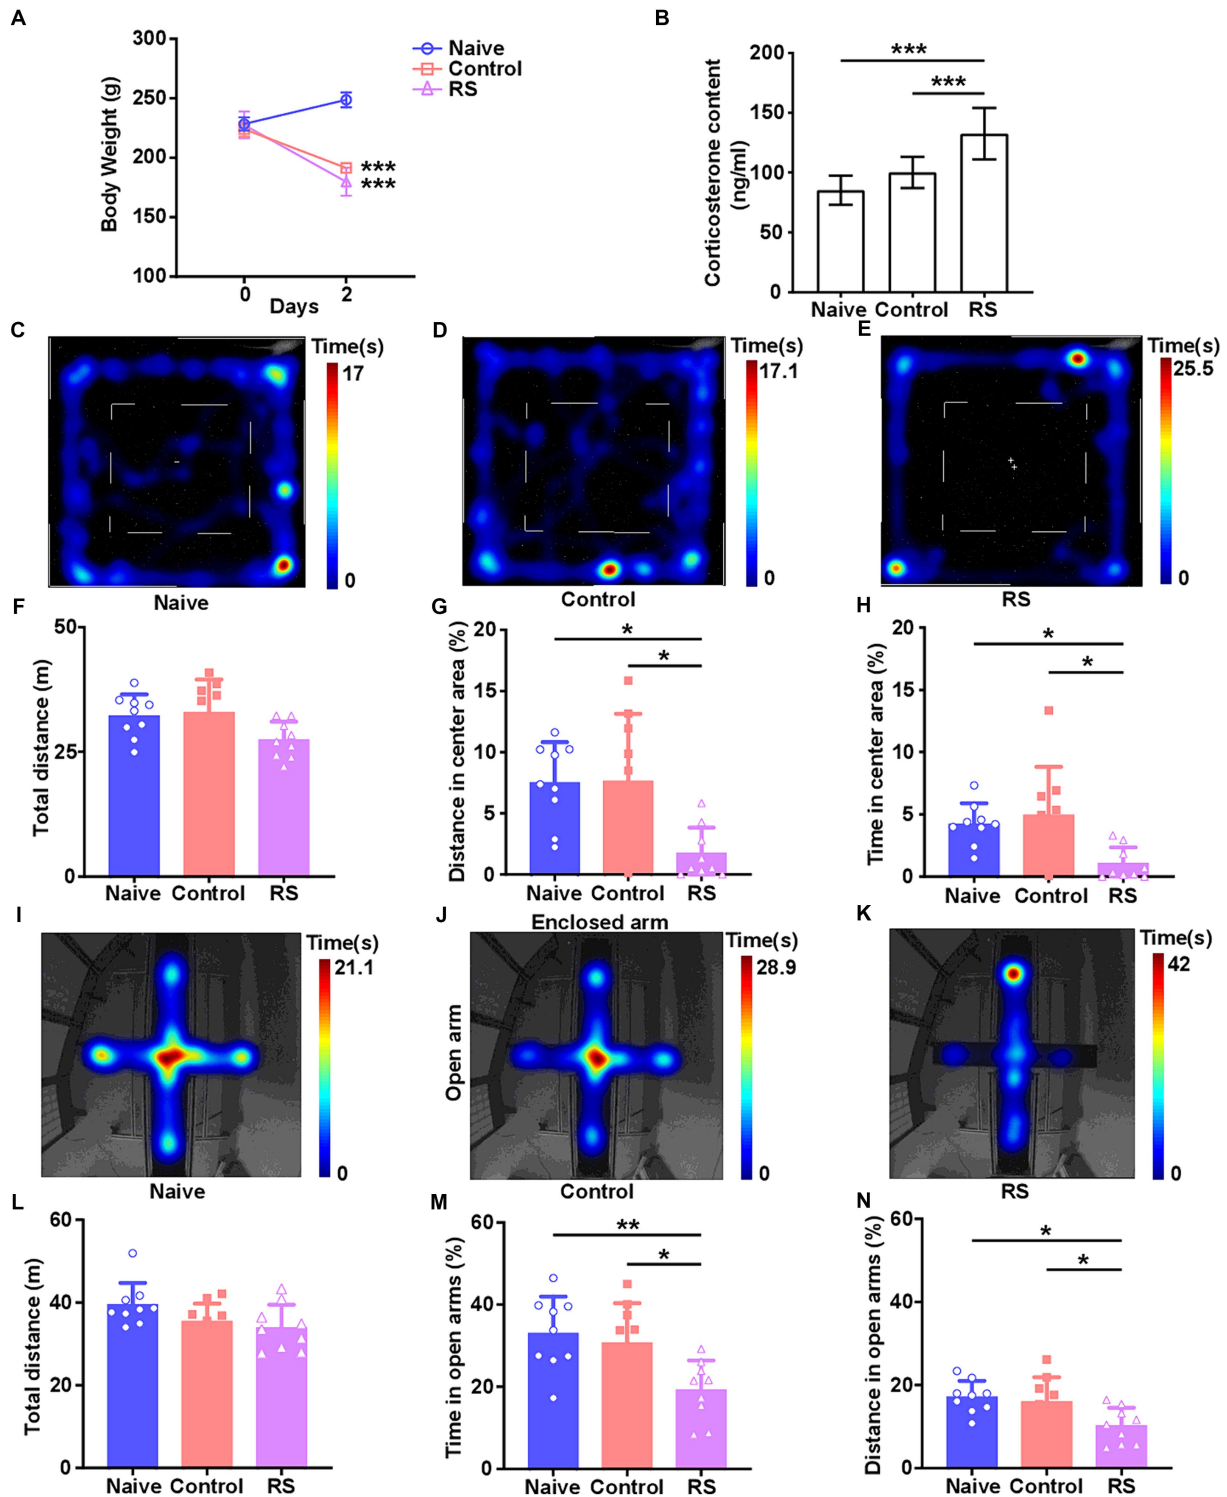 A
300
250
200
150
100
Body Weight (g)
0
2
Days
Naive
Control
RS
***
***
B
200
150
100
50
0
Corticosterone content
(ng/ml)
***
***
Naive Control RS
C
Time(s)
17
0
Naive
D
Time(s)
17.1
0
Control
E
Time(s)
25.5
0
RS
F
50
25
0
Total distance (m)
Naive Control RS
G
20
15
10
5
0
Distance in center area (%)
*
*
Naive Control RS
H
20
15
10
5
0
Time in center area (%)
*
*
Naive Control RS
I
Time(s)
21.1
0
Naive
J
Enclosed arm
Open arm
Time(s)
28.9
0
Control
K
Time(s)
42
0
RS
L
60
40
20
0
Total distance (m)
Naive Control RS
M
60
40
20
0
Time in open arms (%)
**
*
Naive Control RS
N
60
40
20
0
Distance in open arms (%)
*
*
Naive Control RS